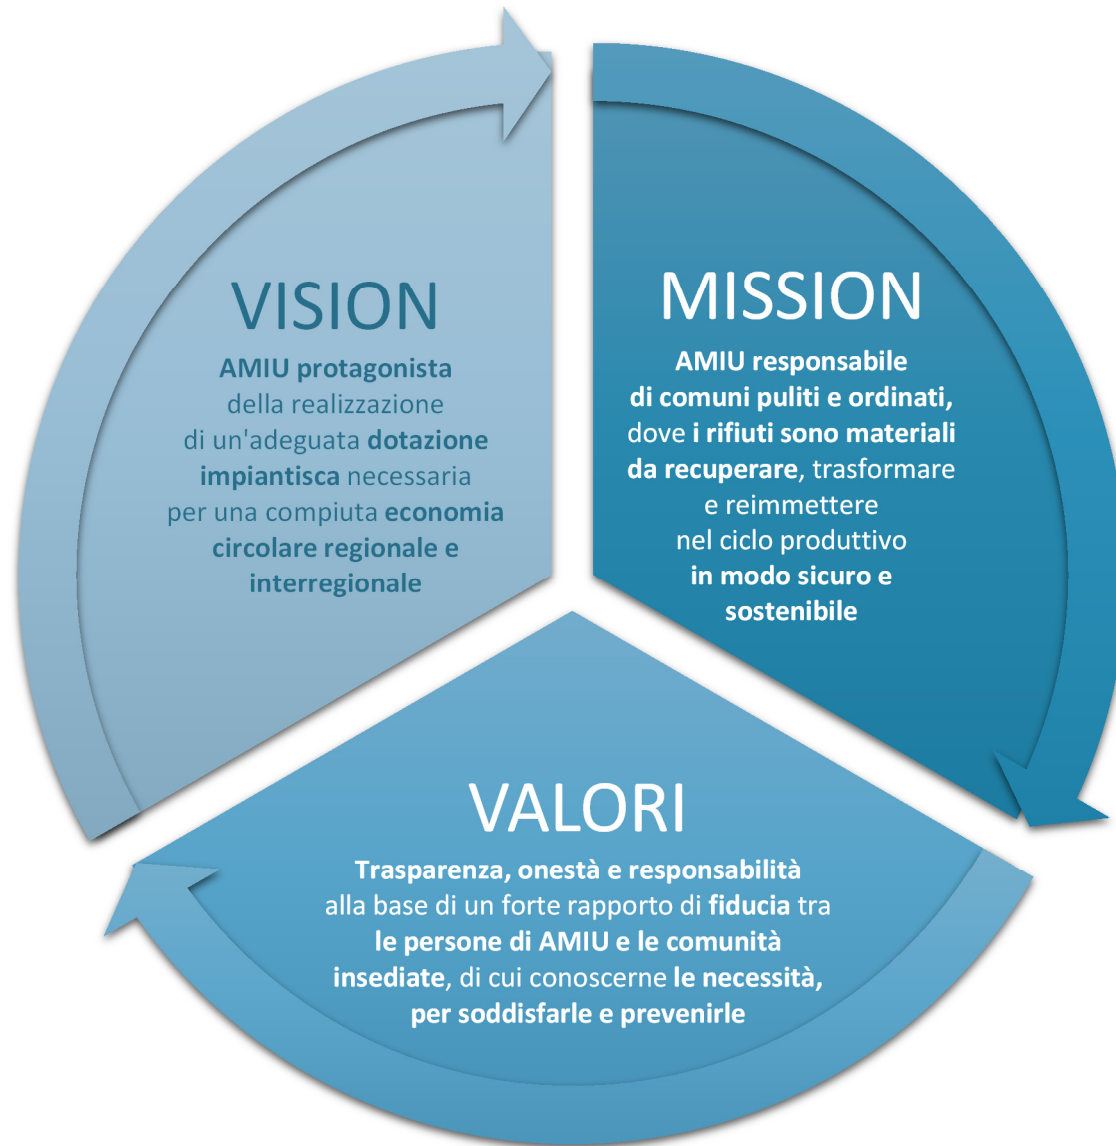 VISION
AMIU protagonista
della realizzazione
di un'adeguata dotazione
impiantisca necessaria
per una compiuta economia
circolare regionale e
interregionale
MISSION
AMIU responsabile
di comuni puliti e ordinati,
dove i rifiuti sono materiali
da recuperare, trasformare
e reimmettere
nel ciclo produttivo
in modo sicuro e
sostenibile
VALORI
Trasparenza, onestà e responsabilità
alla base di un forte rapporto di fiducia tra
le persone di AMIU e le comunità
insediate, di cui conoscerne le necessità,
per soddisfarle e prevenirle